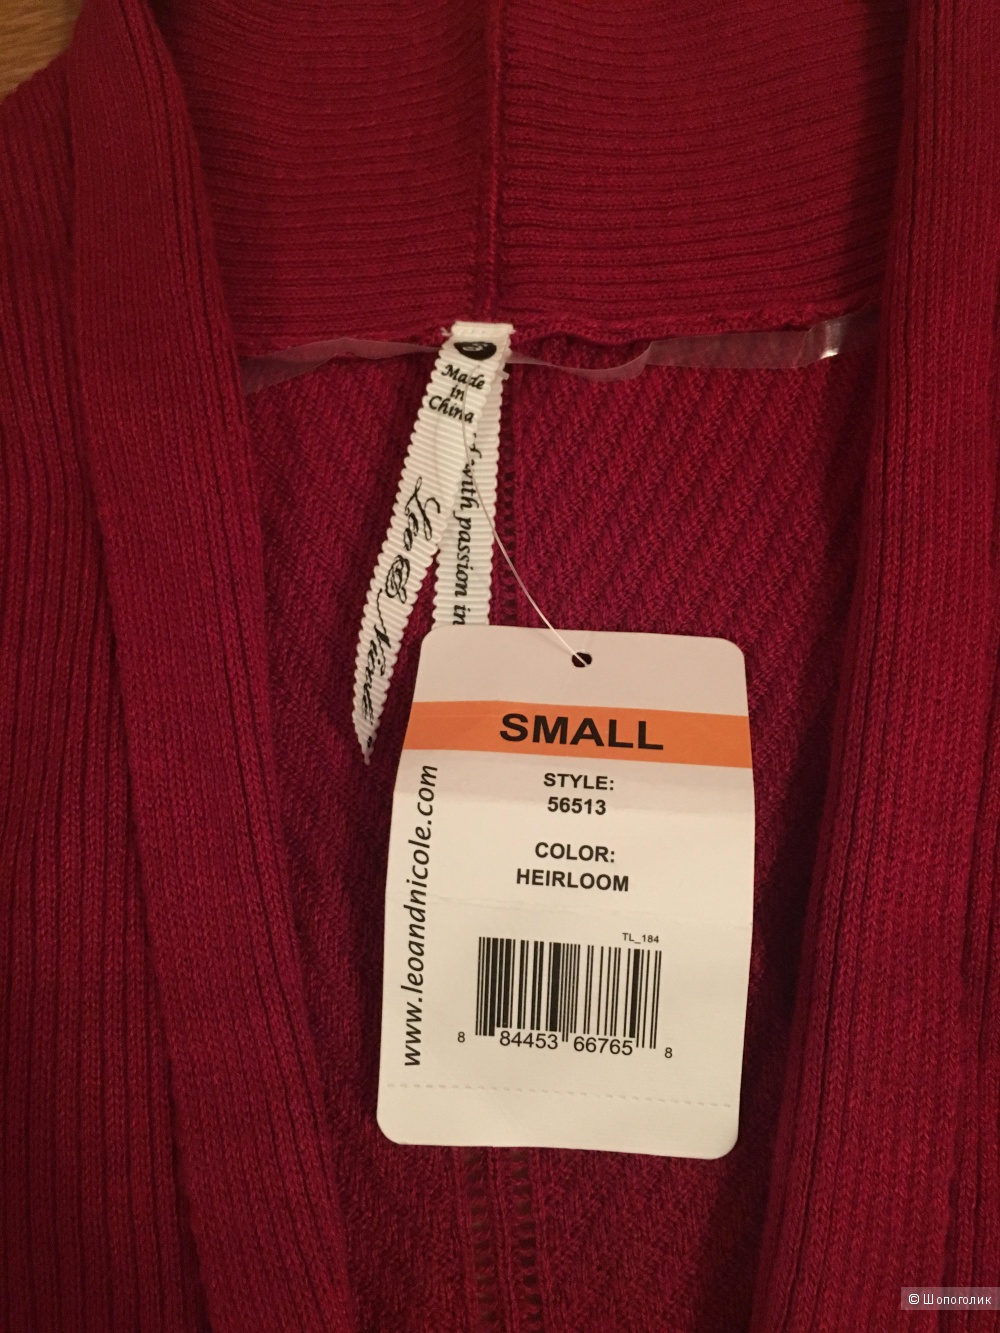 Made
in
China
with passion in
Leo & Nicole
SMALL
STYLE:
56513
COLOR:
HEIRLOOM
www.leoandnicole.com
TL_184
8 84453 66765 8
© Шопоголик